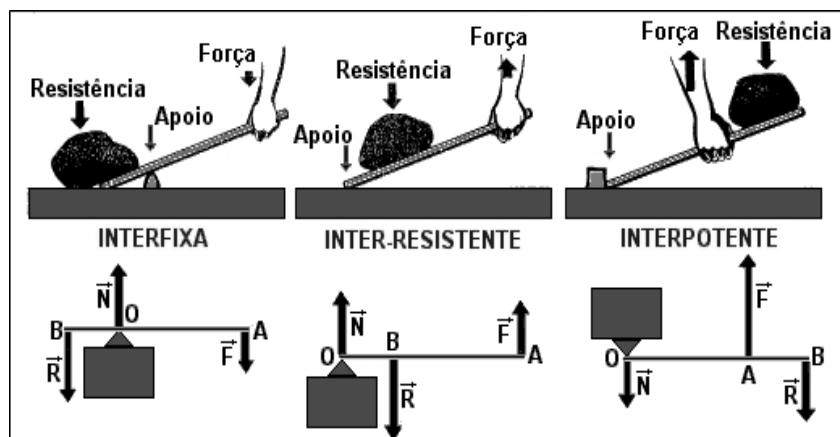 Força
Resistência
Apoio
INTERFIXA
Força
Resistência
Apoio
INTER-RESISTENTE
Força
Resistência
Apoio
INTERPOTENTE
N
B O A
R F
N F
O B A
R
F
O A B
N R